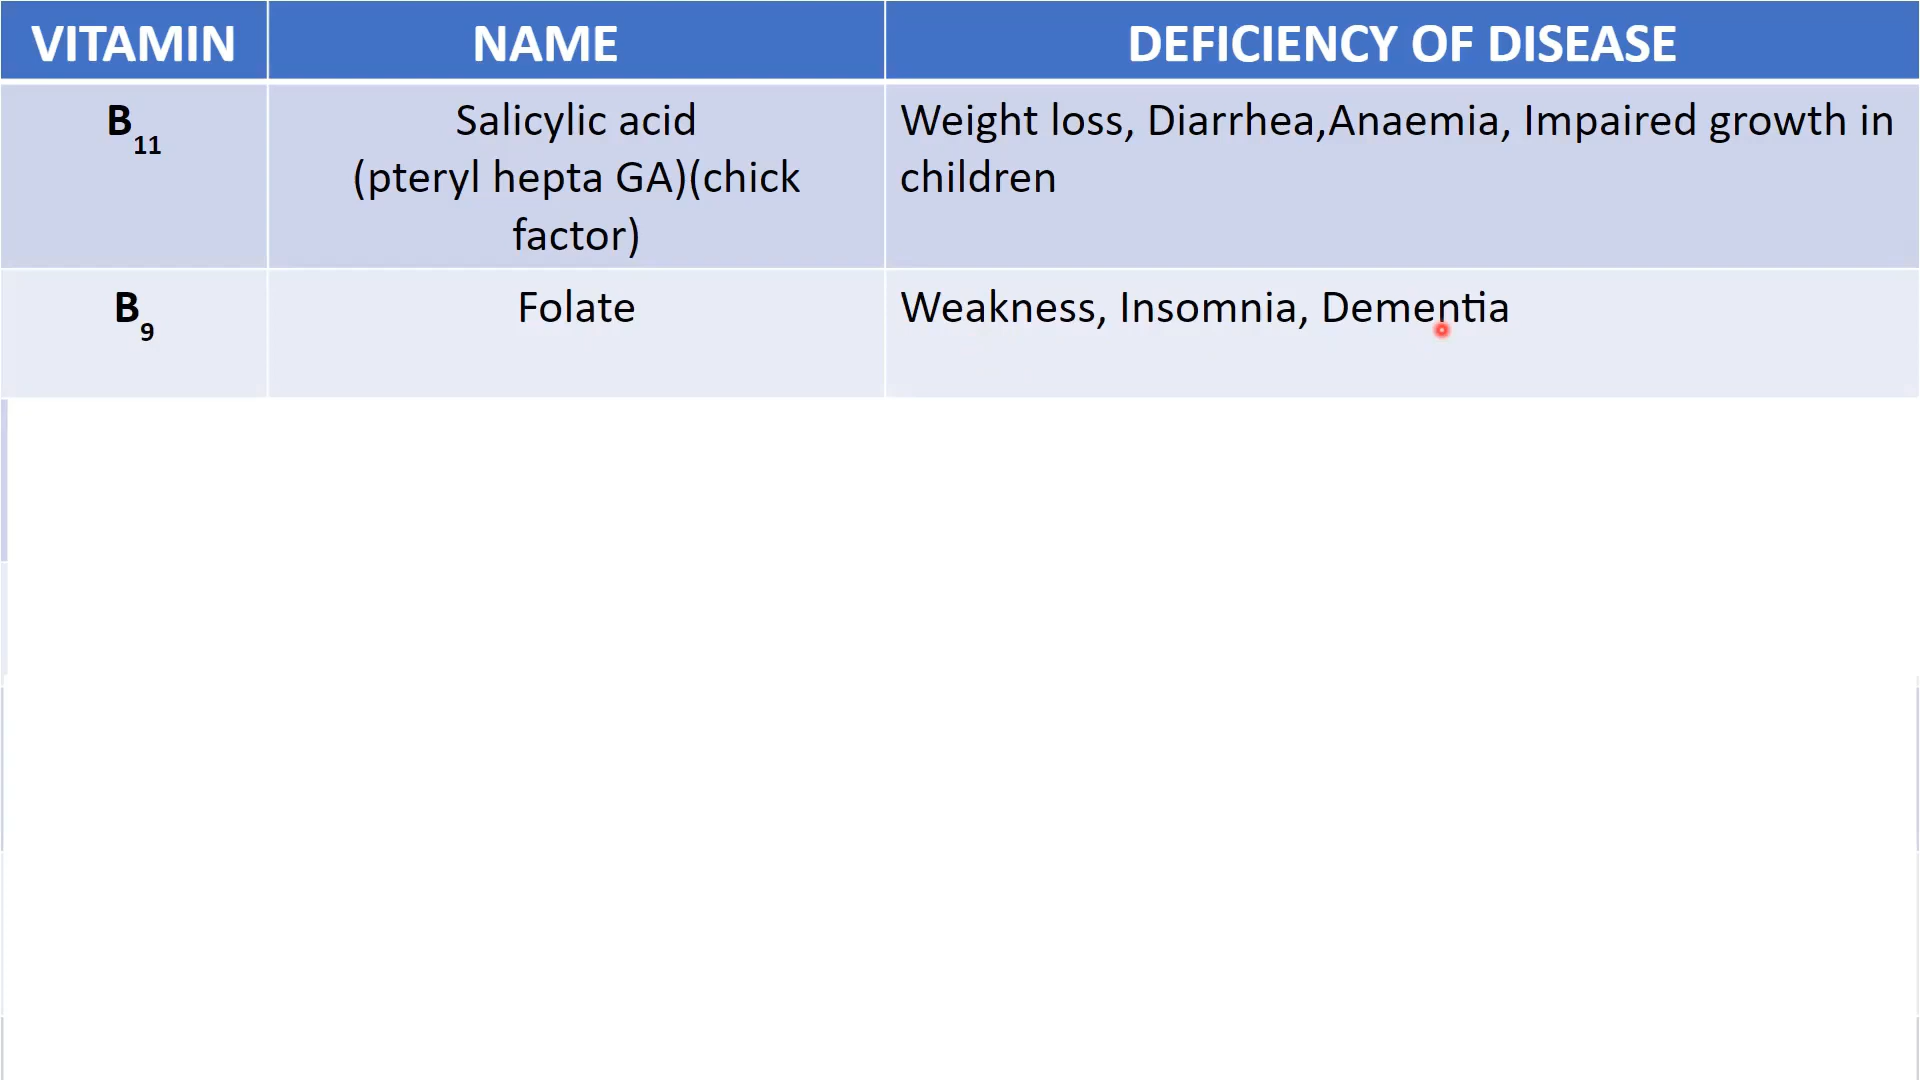 VITAMIN NAME DEFICIENCY OF DISEASE
B11 Salicylic acid Weight loss, Diarrhea,Anaemia, Impaired growth in
(pteryl hepta GA)(chick children
factor)
B9 Folate Weakness, Insomnia, Dementia